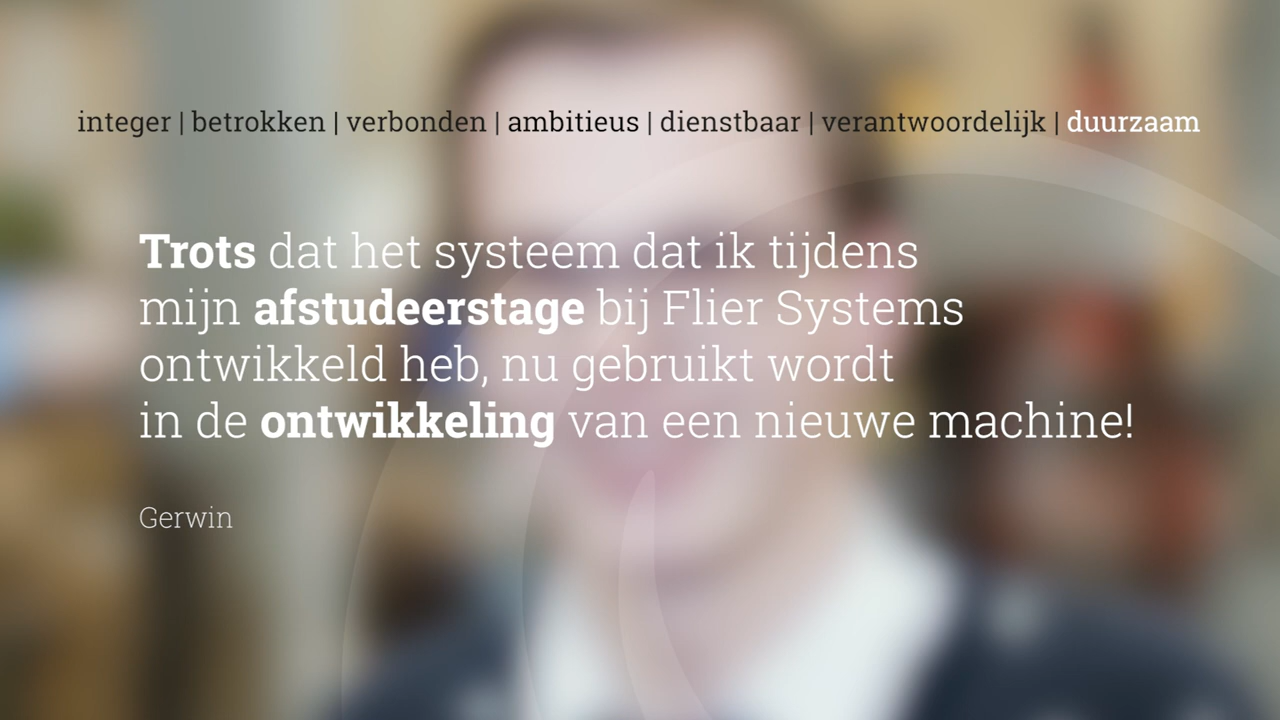 integer | betrokken | verbonden | ambitieus | dienstbaar | verantwoordelijk | duurzaam
Trots dat het systeem dat ik tijdens
mijn afstudeerstage bij Flier Systems
ontwikkeld heb, nu gebruikt wordt
in de ontwikkeling van een nieuwe machine!
Gerwin